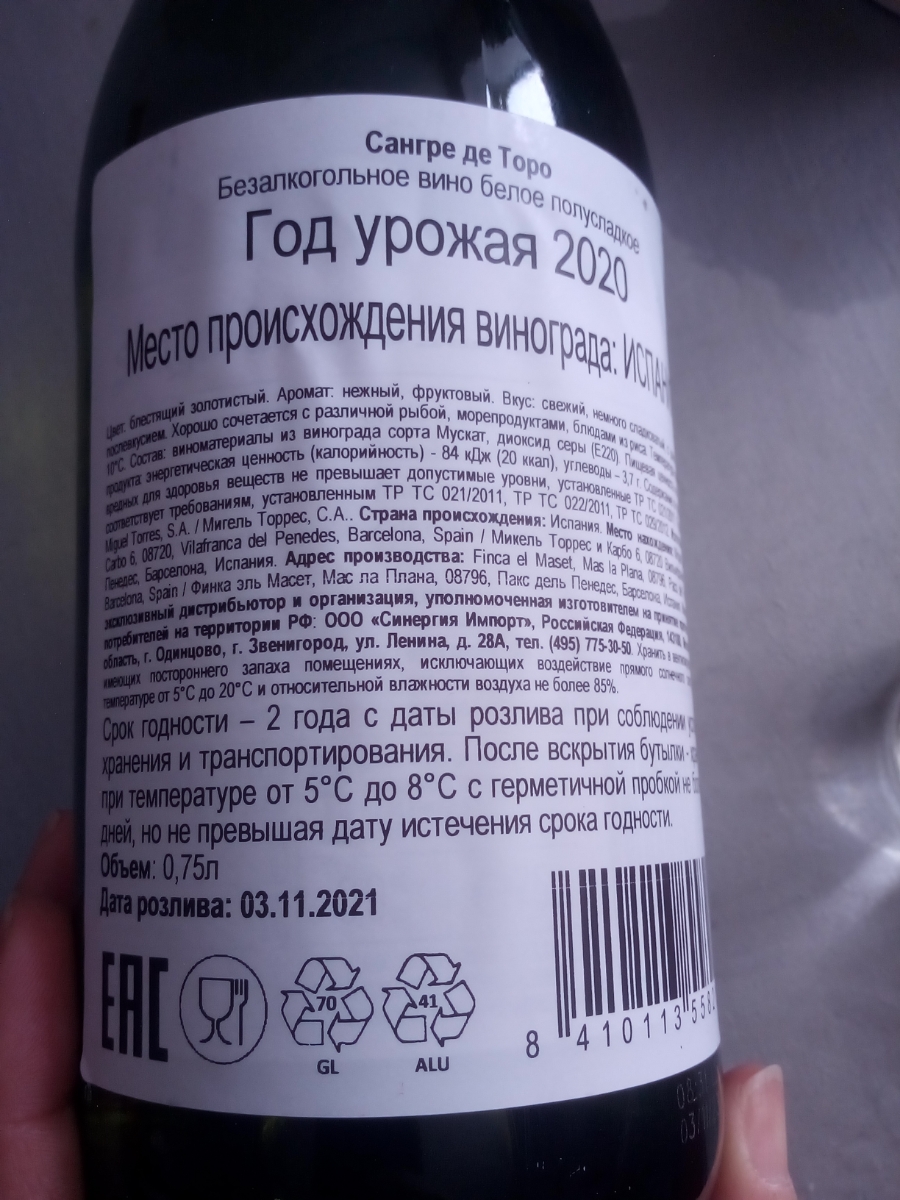 Сангре де Торо
Безалкогольное вино белое полусладкое
Год урожая 2020
Место происхождения винограда:
Цвет: блестящий золотистый. Аромат: нежный, фруктовый. Вкус: свежий, немного
послевкусием. Хорошо сочетается с различной рыбой, морепродуктами, блюдами из риса.
10°С. Состав: виноматериалы из винограда сорта Мускат, диоксид серы (Е220). Пищевая
продукта: энергетическая ценность (калорийность) - 84 кДж (20 ккал), углеводы – 3,7 г.
вредных для здоровья веществ не превышает допустимые уровни, установленные ТР ТС
соответствует требованиям, установленным ТР ТС 021/2011, ТР ТС 022/2011, ТР ТС
Miguel Torres, S.A. / Мигель Торрес, С.А.. Страна происхождения: Испания. Место
Carbo 6, 08720, Vilafranca del Penedes, Barcelona, Spain / Микель Торрес и Карбо 6, 08720
Пенедес, Барселона, Испания. Адрес производства: Finca el Maset, Mas la Plana, 08796,
Barcelona, Spain / Финка эль Масет, Мас ла Плана, 08796, Пакс дель Пенедес, Барселона,
эксклюзивный дистрибьютор и организация, уполномоченная изготовителем на принятие
потребителей на территории РФ: ООО «Синергия Импорт», Российская Федерация,
область, г. Одинцово, г. Звенигород, ул. Ленина, д. 28А, тел. (495) 775-30-50. Хранить в
имеющих постороннего запаха помещениях, исключающих воздействие прямого
температуре от 5°С до 20°С и относительной влажности воздуха не более 85%.
Срок годности – 2 года с даты розлива при соблюдении
хранения и транспортирования. После вскрытия бутылки -
при температуре от 5°С до 8°С с герметичной пробкой не
дней, но не превышая дату истечения срока годности.
Объем: 0,75л
Дата розлива: 03.11.2021
EAC
70
GL
41
ALU
8 410113 558